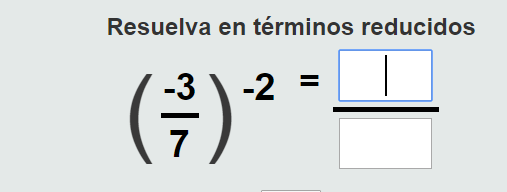 Resuelva en términos reducidos
(-3/7)^-2 =